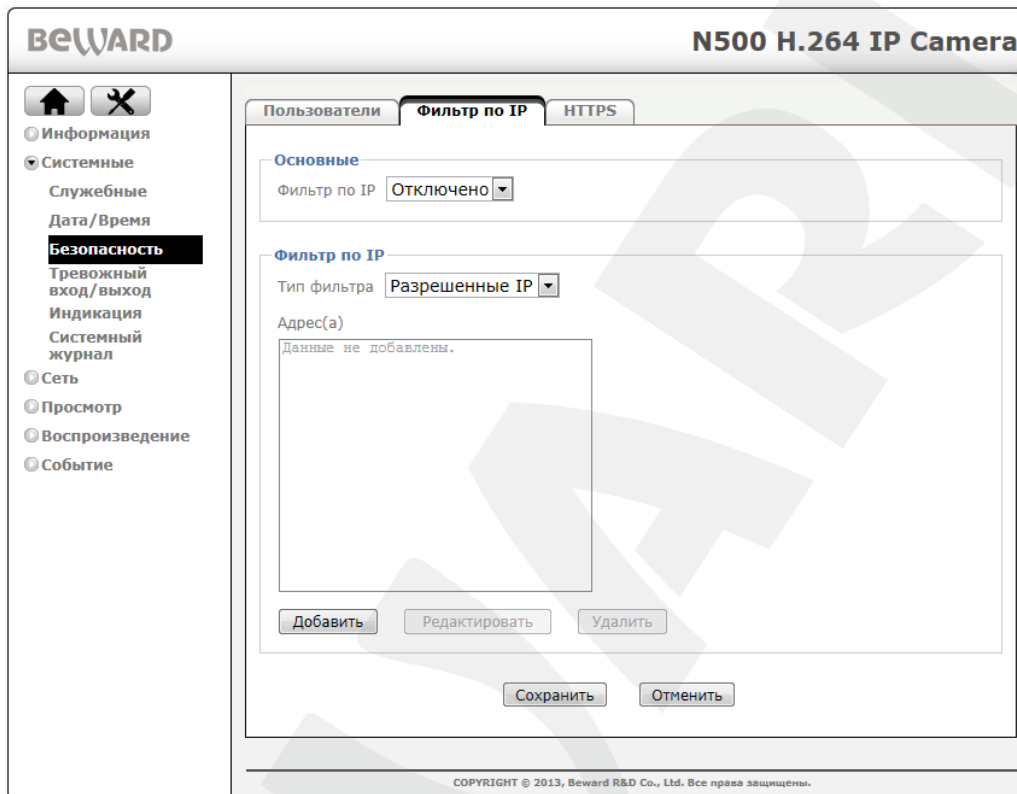 BEWARD
N500 H.264 IP Camera
Информация
Системные
Служебные
Дата/Время
Безопасность
Тревожный
вход/выход
Индикация
Системный
журнал
Сеть
Просмотр
Воспроизведение
Событие
Пользователи
Фильтр по IP
HTTPS
Основные
Фильтр по IP Отключено
Фильтр по IP
Тип фильтра Разрешенные IP
Адрес(а)
Данные не добавлены.
Добавить Редактировать Удалить
Сохранить Отменить
COPYRIGHT © 2013, Beward R&D Co., Ltd. Все права защищены.